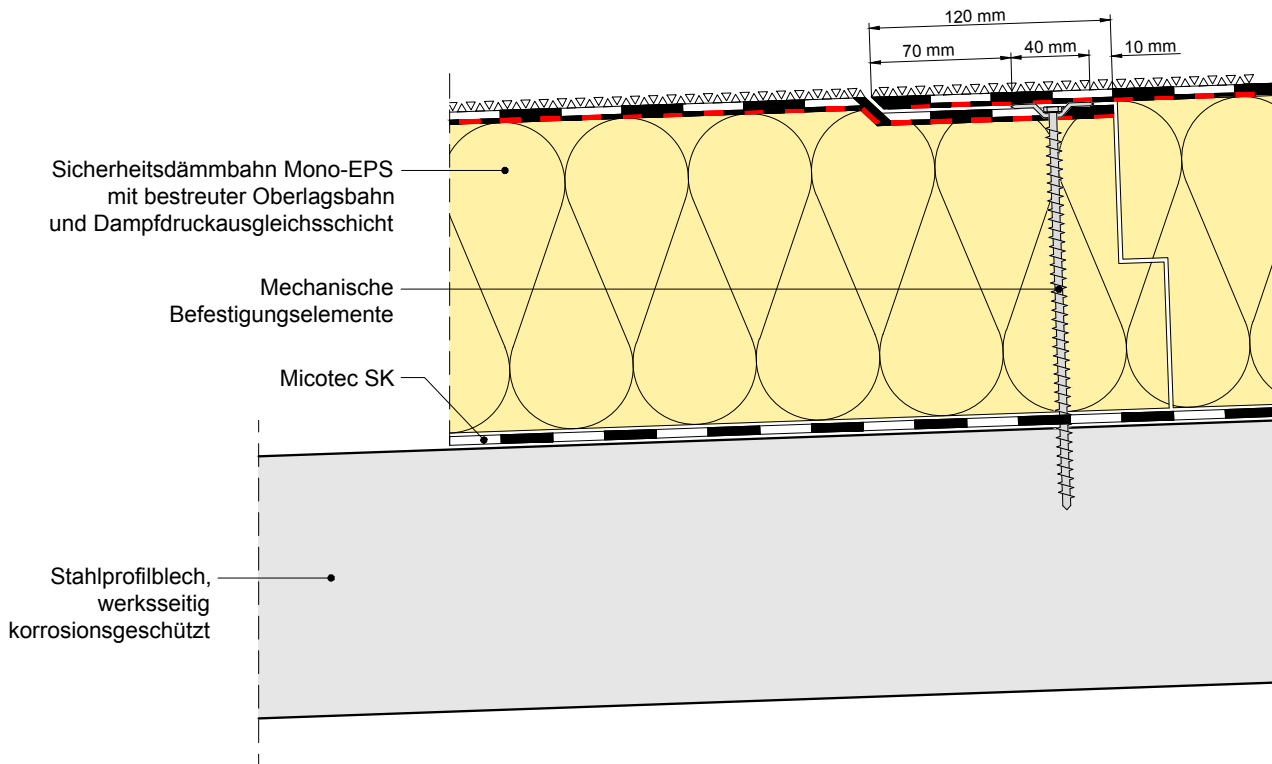 120 mm
70 mm
40 mm
10 mm
Sicherheitsdämmbahn Mono-EPS
mit bestreuter Oberlagsbahn
und Dampfdruckausgleichsschicht
Mechanische
Befestigungselemente
Micotec SK
Stahlprofilblech,
werksseitig
korrosionsgeschützt